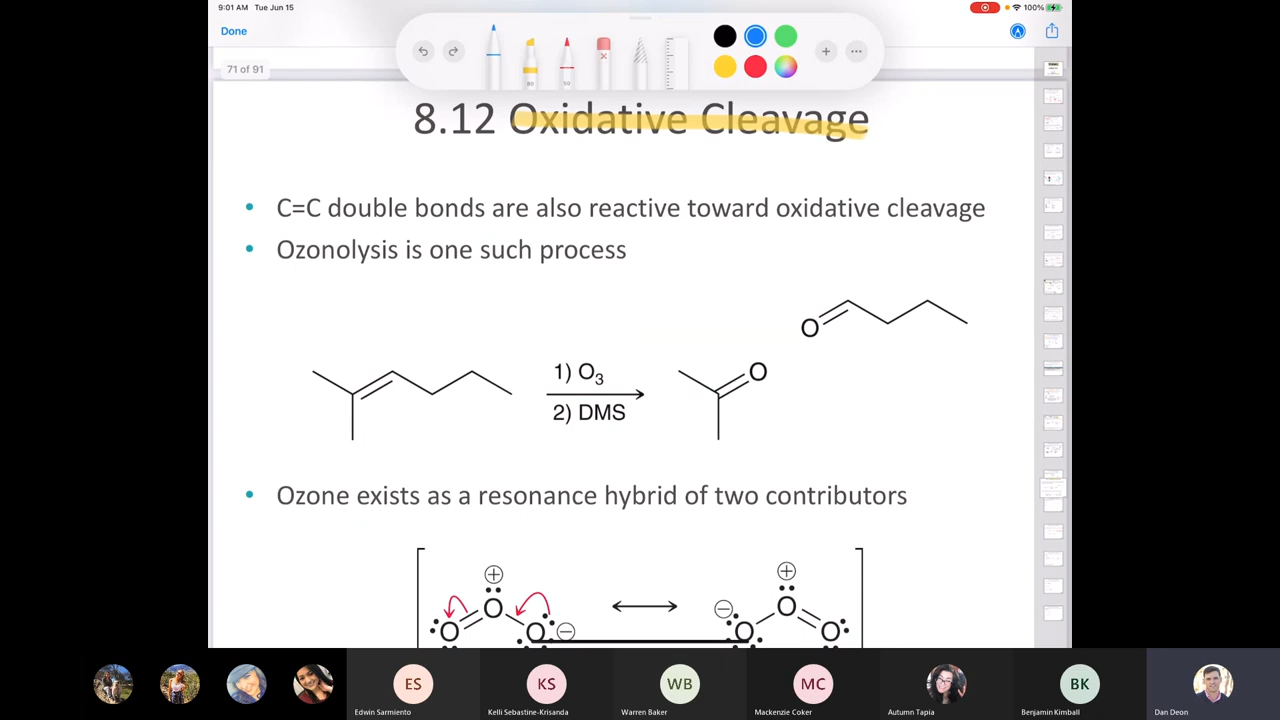 9:01 AM Tue Jun 15
100%
Done
71 of 91
80
50
8.12 Oxidative Cleavage
• C=C double bonds are also reactive toward oxidative cleavage
• Ozonolysis is one such process
O
1) O3
2) DMS
O
• Ozone exists as a resonance hybrid of two contributors
O O O
O O O
ES KS WB MC BK
Edwin Sarmiento Kelli Sebastine-Krisanda Warren Baker Mackenzie Coker Autumn Tapia Benjamin Kimball Dan Deon